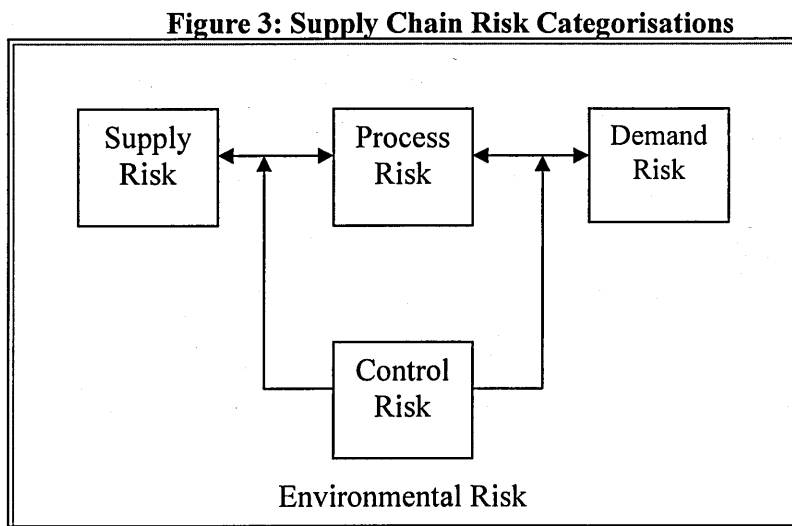 Figure 3: Supply Chain Risk Categorisations
Supply
Risk
Process
Risk
Demand
Risk
Control
Risk
Environmental Risk